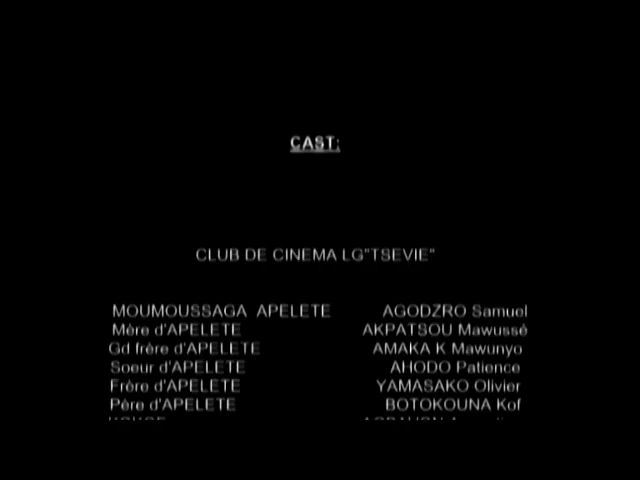 CAST:
CLUB DE CINEMA LG"TSEVIE"
MOUMOUSSAGA APELETE AGODZRO Samuel
Mère d'APELETE AKPATSOU Mawussé
Gd frère d'APELETE AMAKA K Mawunyo
Soeur d'APELETE AHODO Patience
Frère d'APELETE YAMASAKO Olivier
Père d'APELETE BOTOKOUNA Kof